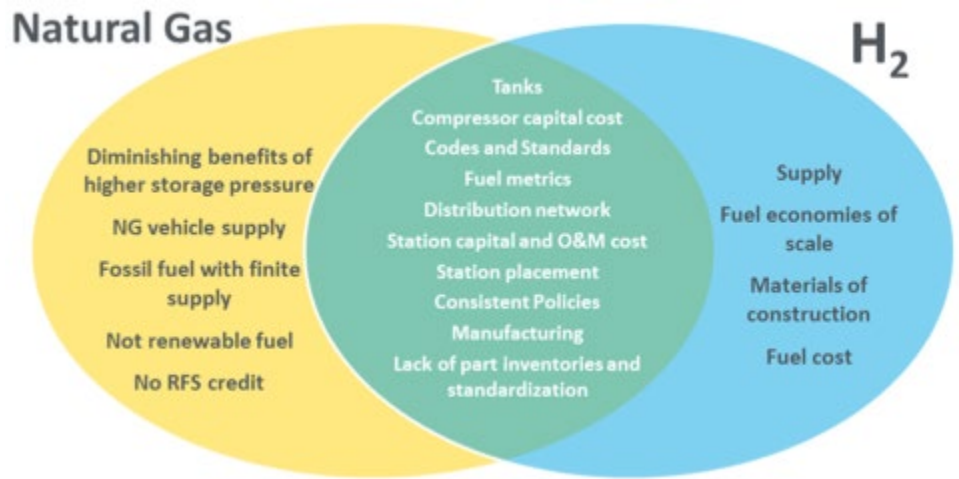 Natural Gas
H₂
Diminishing benefits of
higher storage pressure
NG vehicle supply
Fossil fuel with finite
supply
Not renewable fuel
No RFS credit
Tanks
Compressor capital cost
Codes and Standards
Fuel metrics
Distribution network
Station capital and O&M cost
Station placement
Consistent Policies
Manufacturing
Lack of part inventories and
standardization
Supply
Fuel economies of
scale
Materials of
construction
Fuel cost